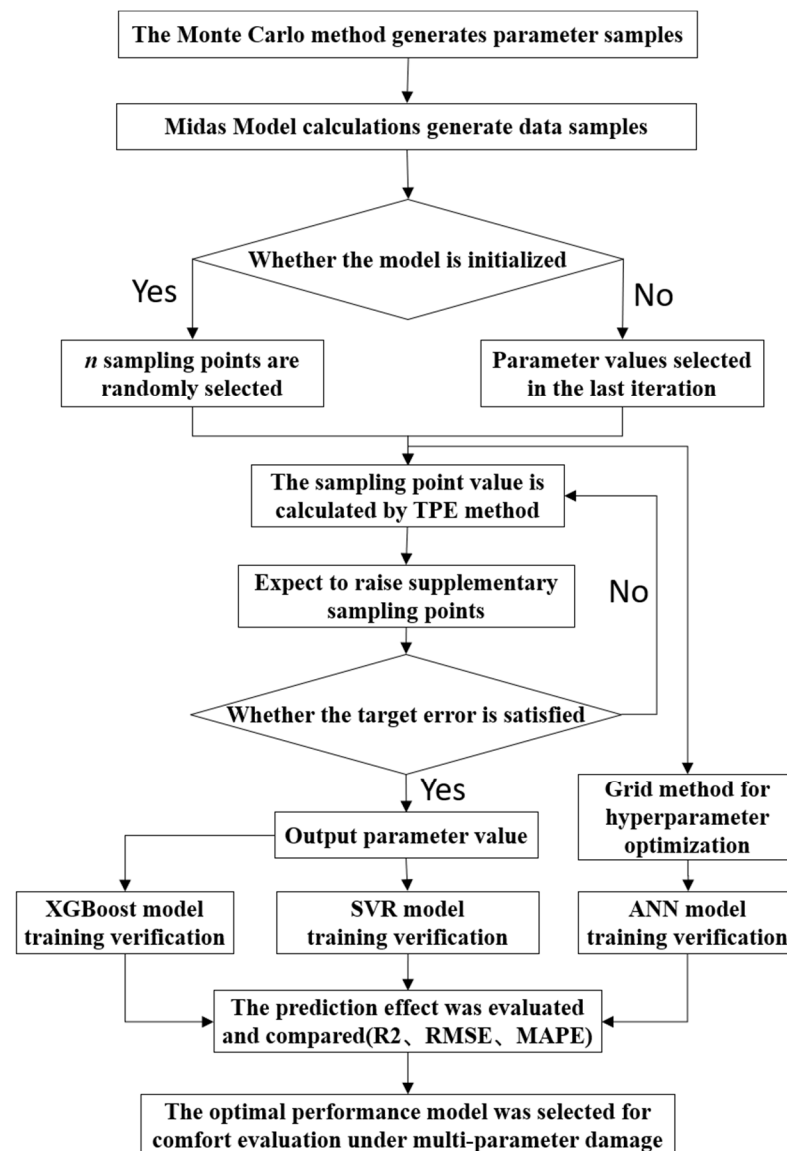 The Monte Carlo method generates parameter samples
Midas Model calculations generate data samples
Whether the model is initialized
Yes
No
n sampling points are
randomly selected
Parameter values selected
in the last iteration
The sampling point value is
calculated by TPE method
Expect to raise supplementary
sampling points
No
Whether the target error is satisfied
Yes
Output parameter value
Grid method for
hyperparameter
optimization
XGBoost model
training verification
SVR model
training verification
ANN model
training verification
The prediction effect was evaluated
and compared(R2、RMSE、MAPE)
The optimal performance model was selected for
comfort evaluation under multi-parameter damage